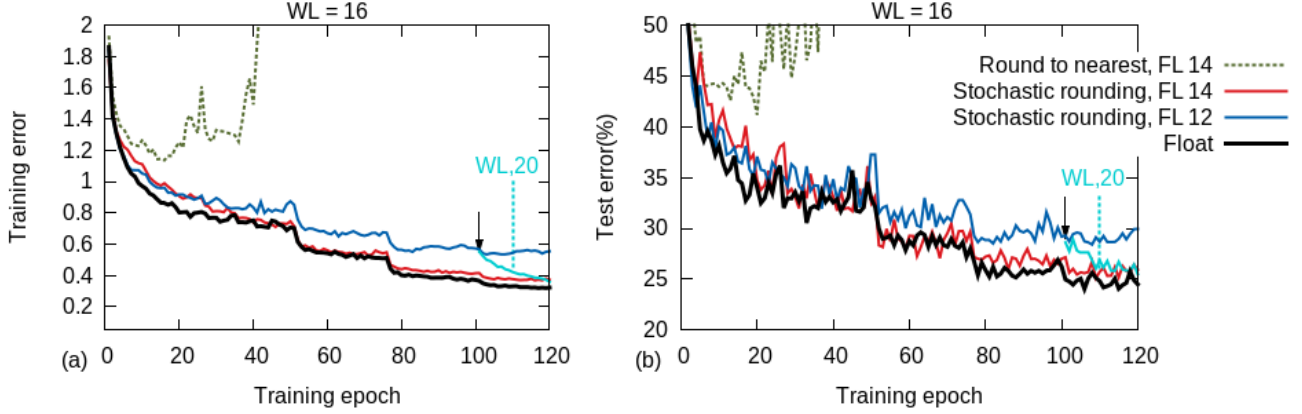 WL = 16
2
1.8
1.6
1.4
1.2
1
0.8
0.6
0.4
0.2
Training error
WL,20
0 20 40 60 80 100 120
(a)
Training epoch
WL = 16
50
45
40
35
30
25
20
Test error(%)
Round to nearest, FL 14
Stochastic rounding, FL 14
Stochastic rounding, FL 12
Float
WL,20
0 20 40 60 80 100 120
(b)
Training epoch